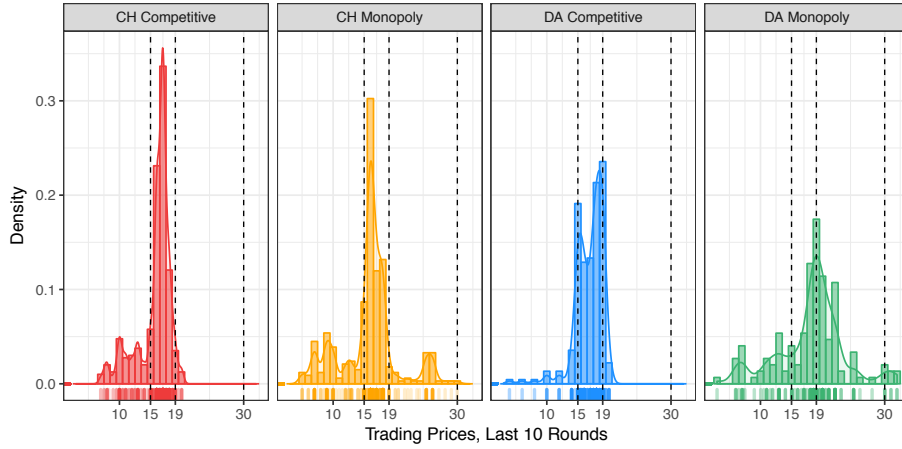 CH Competitive
CH Monopoly
DA Competitive
DA Monopoly
Density
0.3
0.2
0.1
0.0
10 15 19 30
10 15 19 30
10 15 19 30
10 15 19 30
Trading Prices, Last 10 Rounds